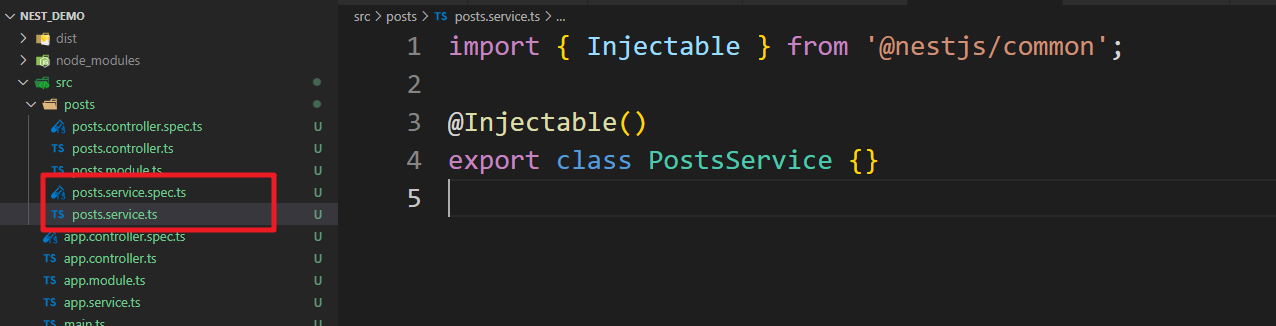 NEST_DEMO
dist
node_modules
src
posts
posts.controller.spec.ts U
TS posts.controller.ts U
TS posts.module.ts U
posts.service.spec.ts U
TS posts.service.ts U
app.controller.spec.ts U
TS app.controller.ts U
TS app.module.ts U
TS app.service.ts U
TS main.ts U
src > posts > TS posts.service.ts > ...
1 import { Injectable } from '@nestjs/common';
2
3 @Injectable()
4 export class PostsService {}
5